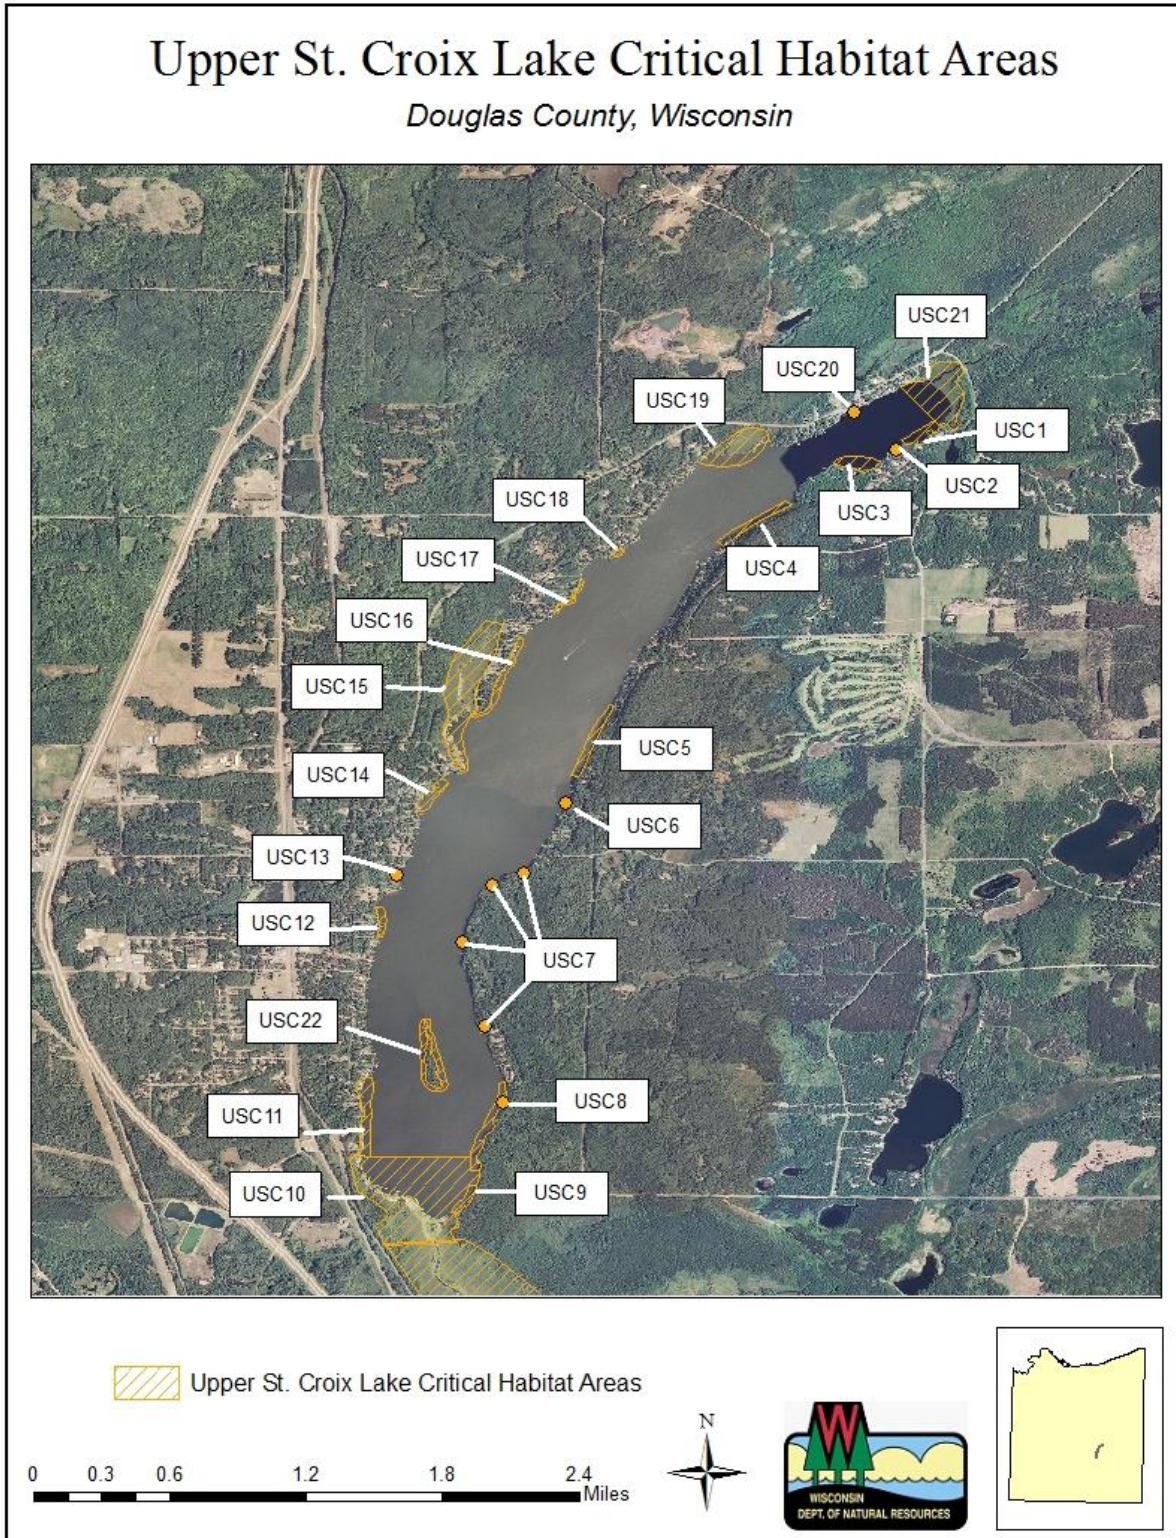 Upper St. Croix Lake Critical Habitat Areas
Douglas County, Wisconsin
USC21
USC20
USC19
USC1
USC2
USC18
USC3
USC4
USC17
USC16
USC15
USC5
USC14
USC6
USC13
USC12
USC7
USC22
USC8
USC11
USC10
USC9
Upper St. Croix Lake Critical Habitat Areas
N
0 0.3 0.6 1.2 1.8 2.4
Miles
W
WISCONSIN
DEPT. OF NATURAL RESOURCES